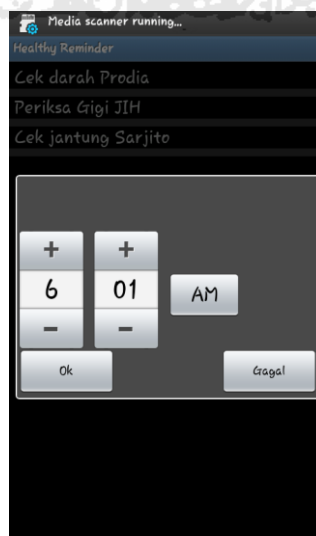 Media scanner running...
Healthy Reminder
Cek darah Prodia
Periksa Gigi JIH
Cek jantung Sarjito
+ +
6 01 AM
- -
Ok Gagal